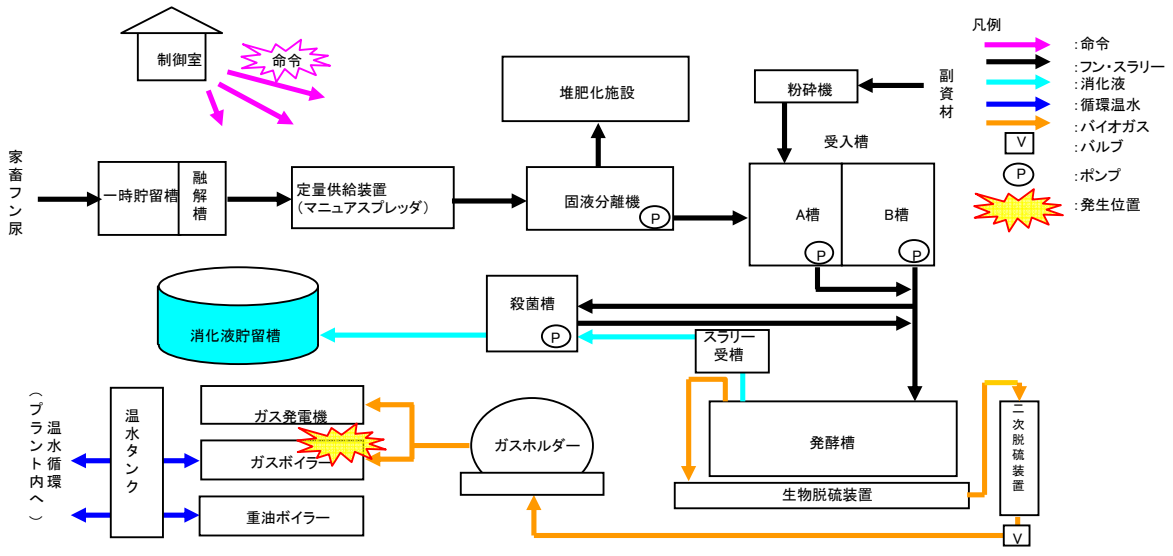 制御室
命令
凡例
:命令
:フン・スラリー
:消化液
:循環温水
:バイオガス
V
:バルブ
P
:ポンプ
:発生位置
堆肥化施設
粉砕機
副資材
受入槽
家畜フン尿
一時貯留槽
融解槽
定量供給装置
(マニュアスプレッダ)
固液分離機
P
A槽
P
B槽
P
消化液貯留槽
殺菌槽
P
スラリー
受槽
温水循環
(プラント内へ)
温水タンク
ガス発電機
ガスボイラー
重油ボイラー
ガスホルダー
発酵槽
生物脱硫装置
二次脱硫装置
V